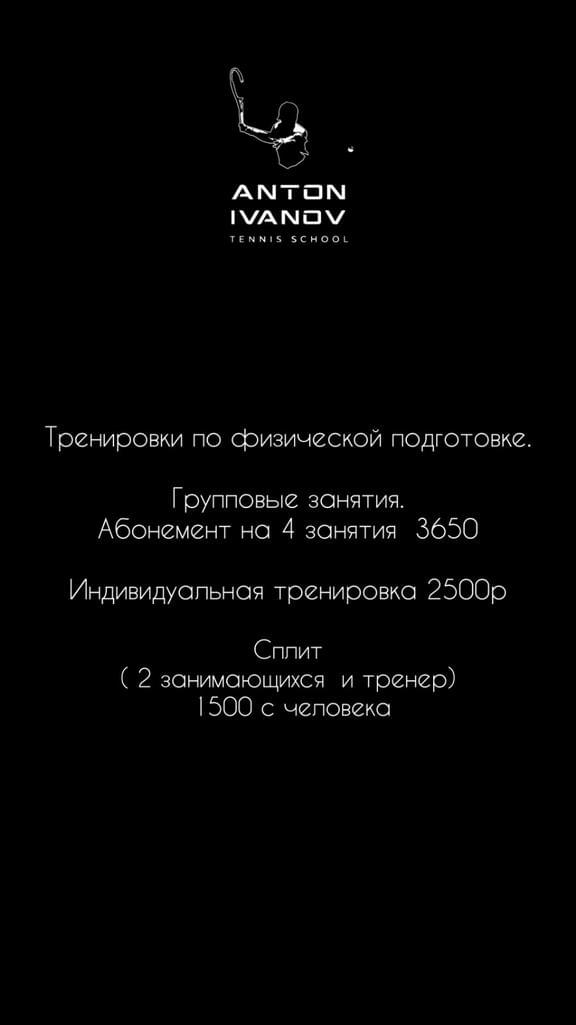 ANTON
IVANOV
TENNIS SCHOOL
Тренировки по физической подготовке.
Групповые занятия.
Абонемент на 4 занятия 3650
Индивидуальная тренировка 2500р
Сплит
( 2 занимающихся и тренер)
1500 с человека